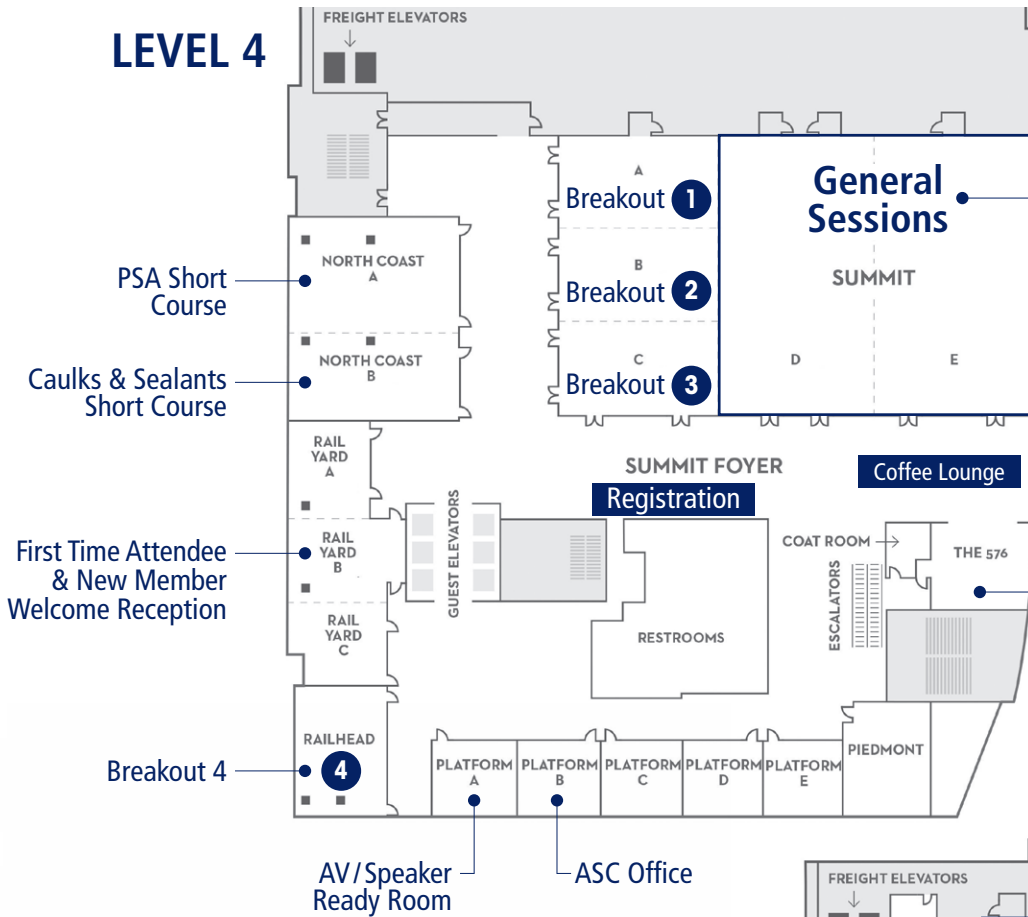 LEVEL 4
FREIGHT ELEVATORS
A
Breakout 1
B
Breakout 2
C
Breakout 3
General
Sessions
SUMMIT
D
E
NORTH COAST
A
PSA Short
Course
NORTH COAST
B
Caulks & Sealants
Short Course
RAIL
YARD
A
SUMMIT FOYER
Registration
Coffee Lounge
First Time Attendee
& New Member
Welcome Reception
RAIL
YARD
B
GUEST ELEVATORS
COAT ROOM
THE 576
ESCALATORS
RAIL
YARD
C
RESTROOMS
Breakout 4
RAILHEAD
4
PLATFORM
A
PLATFORM
B
PLATFORM
C
PLATFORM
D
PLATFORM
E
PIEDMONT
AV/Speaker
Ready Room
ASC Office
FREIGHT ELEVATORS